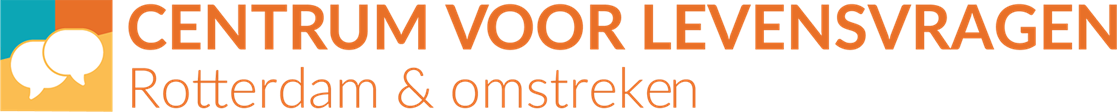 CENTRUM VOOR LEVENSVRAGEN
Rotterdam & omstreken